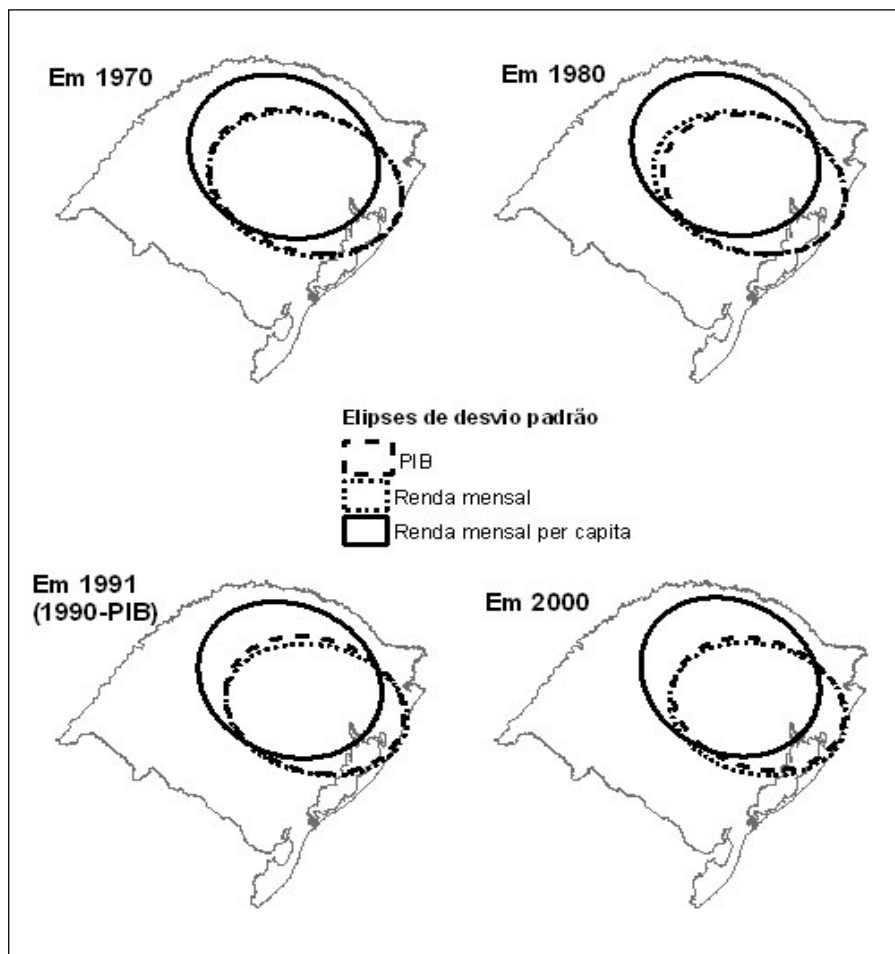 Em 1970
Em 1980
Elipses de desvio padrão
PIB
Renda mensal
Renda mensal per capita
Em 1991
(1990-PIB)
Em 2000